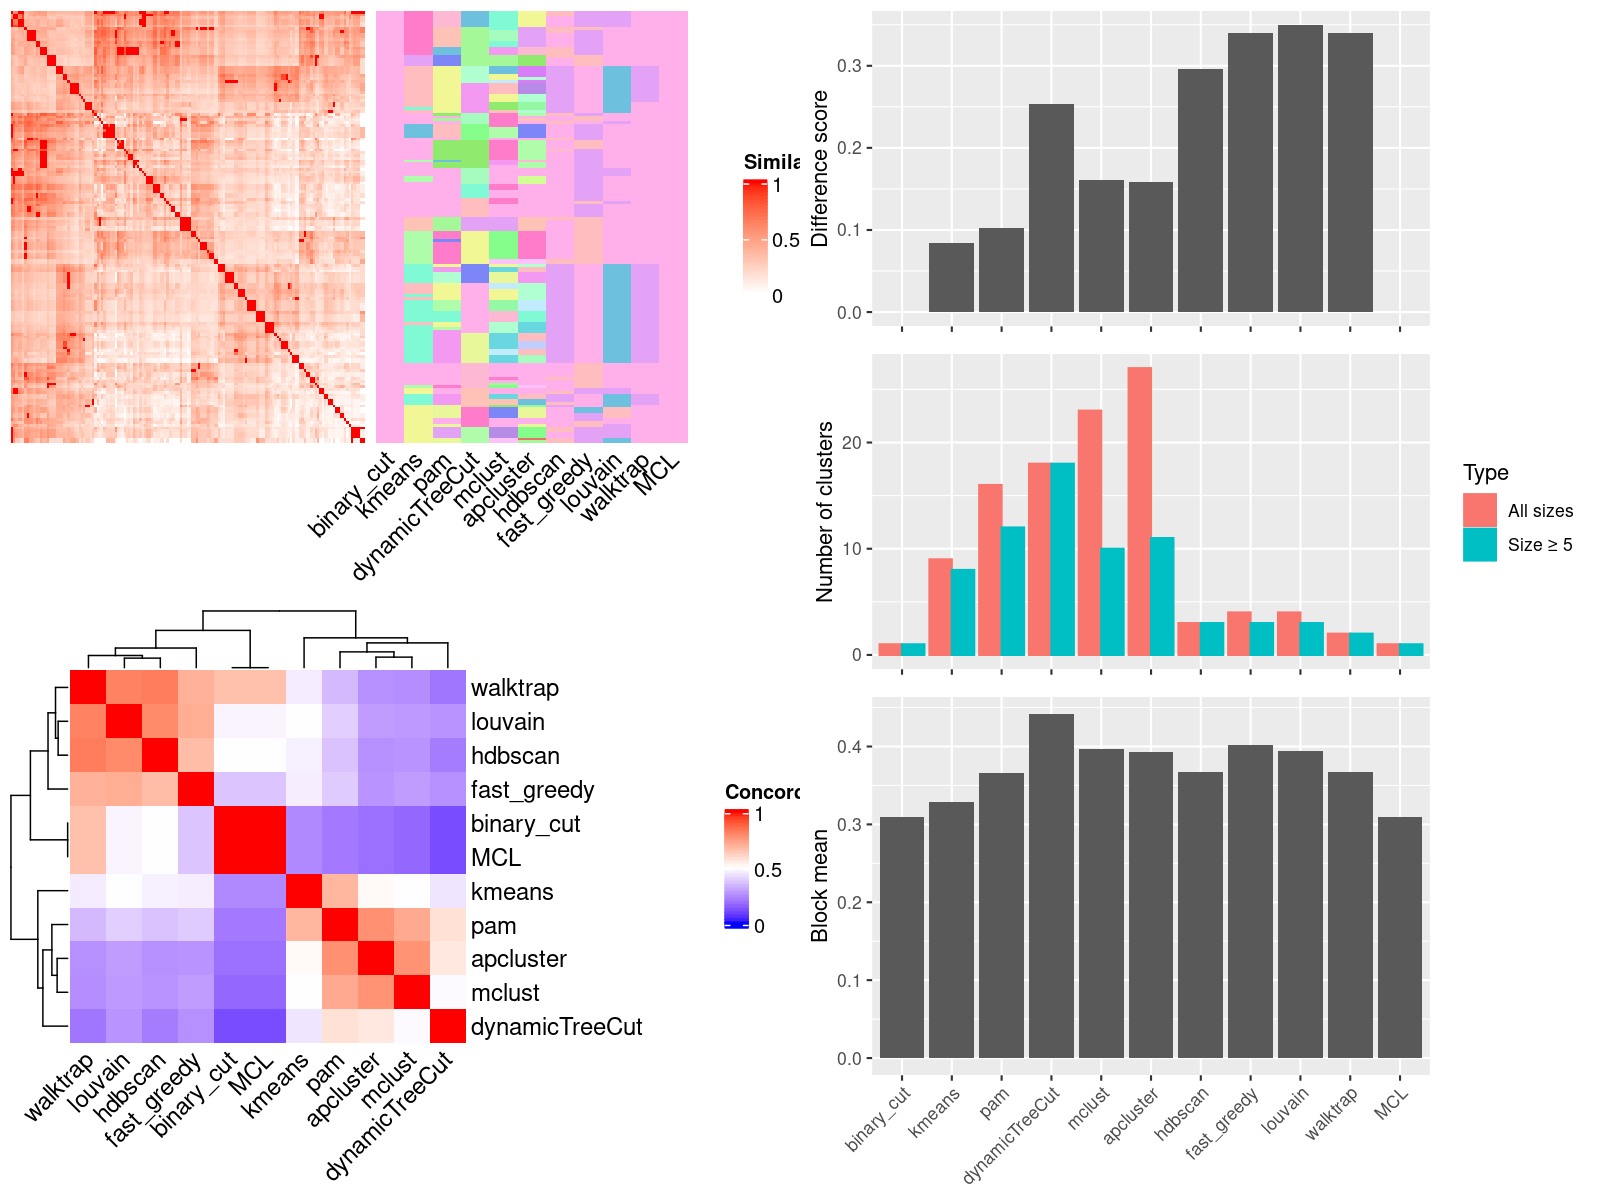 Simila
1
0.5
0
binary_cut
kmeans
pam
dynamicTreeCut
mclust
apcluster
hdbscan
fast_greedy
louvain
walktrap
MCL
walktrap
louvain
hdbscan
fast_greedy
binary_cut
MCL
kmeans
pam
apcluster
mclust
dynamicTreeCut
walktrap
louvain
hdbscan
fast_greedy
binary_cut
MCL
kmeans
pam
apcluster
mclust
dynamicTreeCut
Concorc
1
0.5
0
Difference score
0.3
0.2
0.1
0.0
Number of clusters
20
10
0
Type
All sizes
Size ≥ 5
Block mean
0.4
0.3
0.2
0.1
0.0
binary_cut
kmeans
pam
dynamicTreeCut
mclust
apcluster
hdbscan
fast_greedy
louvain
walktrap
MCL